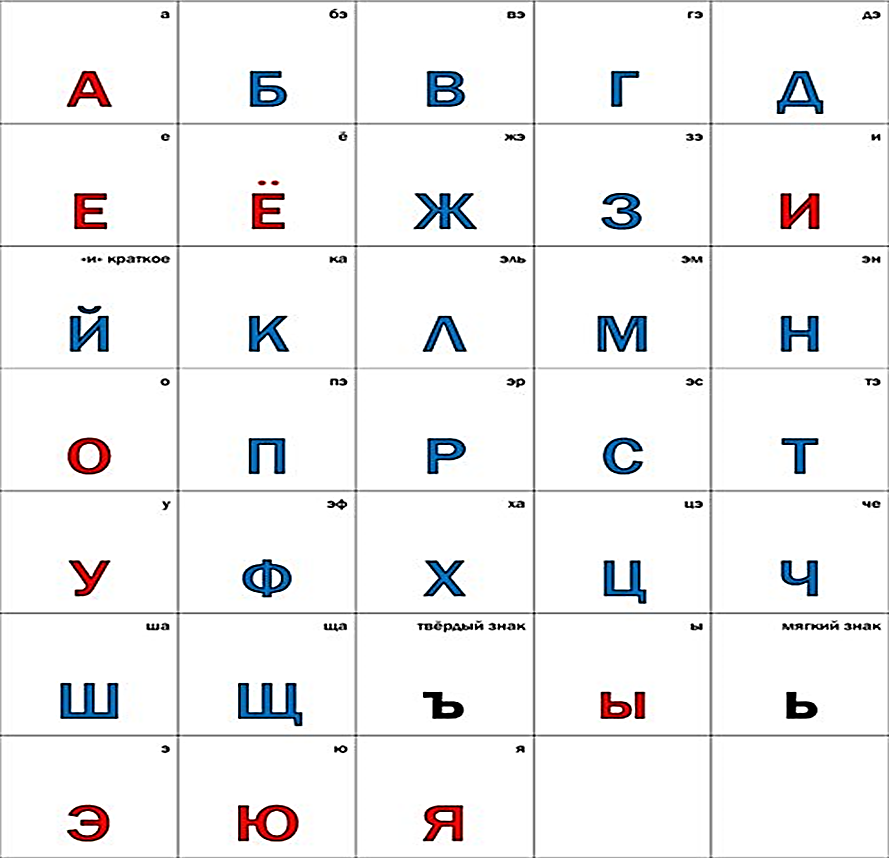 а бэ вэ гэ дэ
А Б В Г Д
е ё жэ зэ и
Е Ё Ж З И
«и» краткое ка эль эм эн
Й К Л М Н
о пэ эр эс тэ
О П Р С Т
у эф ха цэ че
У Ф Х Ц Ч
ша ща твёрдый знак ы мягкий знак
Ш Щ ъ ы ь
э ю я
Э Ю Я